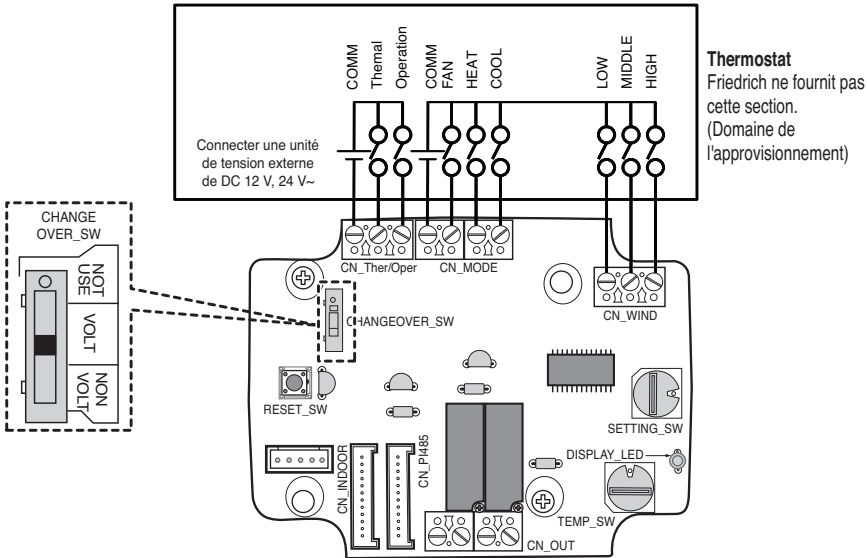 COMM
Thermal
Operation
COMM
FAN
HEAT
COOL
LOW
MIDDLE
HIGH
Thermostat
Friedrich ne fournit pas
cette section.
(Domaine de
l'approvisionnement)
Connecter une unité
de tension externe
de DC 12 V, 24 V~
CHANGE
OVER_SW
NOT
USE
VOLT
NON
VOLT
CN_Ther/Oper
CN_MODE
CN_WIND
CHANGEOVER_SW
RESET_SW
SETTING_SW
CN_INDOOR
CN_PI485
DISPLAY_LED
TEMP_SW
CN_OUT